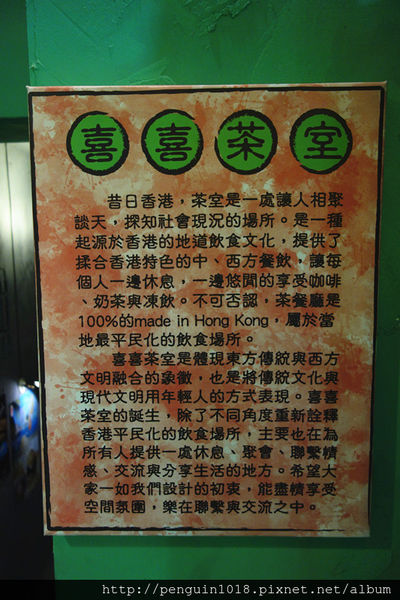 喜喜茶室
昔日香港，茶室是一處讓人相聚
談天，探知社會現況的場所。是一種
起源於香港的地道飲食文化，提供了
揉合香港特色的中、西方餐飲，讓每
個人一邊休息，一邊悠閒的享受咖啡
、奶茶與凍飲。不可否認，茶餐廳是
100%的made in Hong Kong，屬於當
地最平民化的飲食場所。
喜喜茶室是體現東方傳統與西方
文明融合的象徵，也是將傳統文化與
現代文明用年輕人的方式表現。喜喜
茶室的誕生，除了不同角度重新詮釋
香港平民化的飲食場所，主要也在為
所有人提供一處休息、聚會、聯繫情
感、交流與分享生活的地方。希望大
家一如我們設計的初衷，能盡情享受
空間氛圍，樂在聯繫與交流之中。
http://penguin1018.pixnet.net/album